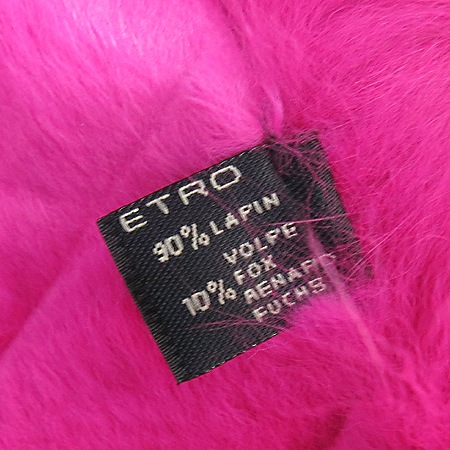 ETRO
90% LAPIN
VOLPE
FOX
10% RENARD
FUCHS